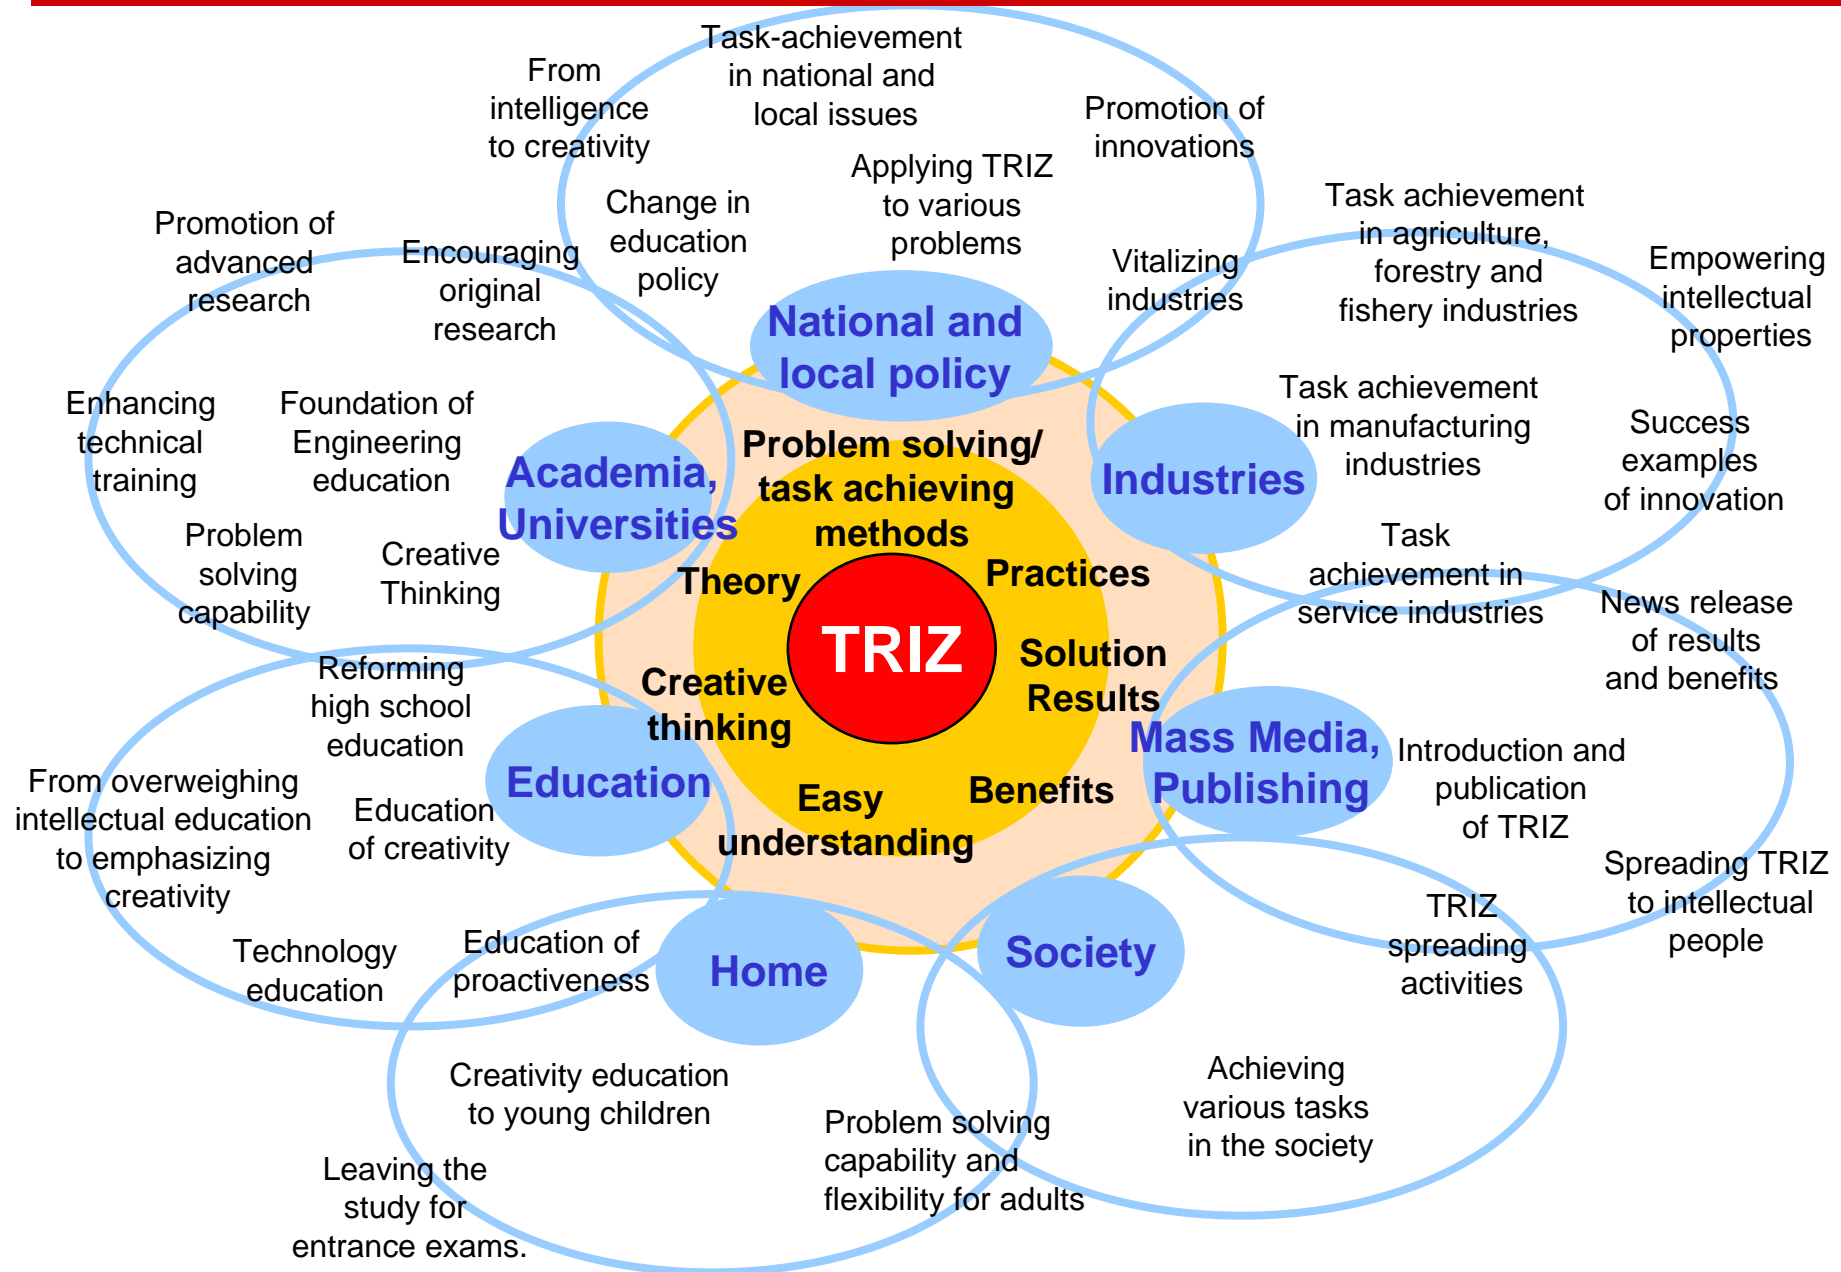 Task-achievement
in national and
local issues
From
intelligence
to creativity
Promotion of
innovations
Applying TRIZ
to various
problems
Change in
education
policy
Vitalizing
industries
National and
local policy
Promotion of
advanced
research
Encouraging
original
research
Enhancing
technical
training
Foundation of
Engineering
education
Problem
solving
capability
Creative
Thinking
Academia,
Universities
Task achievement
in agriculture,
forestry and
fishery industries
Empowering
intellectual
properties
Task achievement
in manufacturing
industries
Success
examples
of innovation
Task
achievement in
service industries
Industries
Problem solving/
task achieving
methods
Theory
Practices
TRIZ
Creative
thinking
Solution
Results
Easy
understanding
Benefits
News release
of results
and benefits
Mass Media,
Publishing
Introduction and
publication
of TRIZ
Spreading TRIZ
to intellectual
people
Reforming
high school
education
From overweighing
intellectual education
to emphasizing
creativity
Education
of creativity
Education
Technology
education
Education of
proactiveness
Home
Creativity education
to young children
Leaving the
study for
entrance exams.
Problem solving
capability and
flexibility for adults
Society
TRIZ
spreading
activities
Achieving
various tasks
in the society